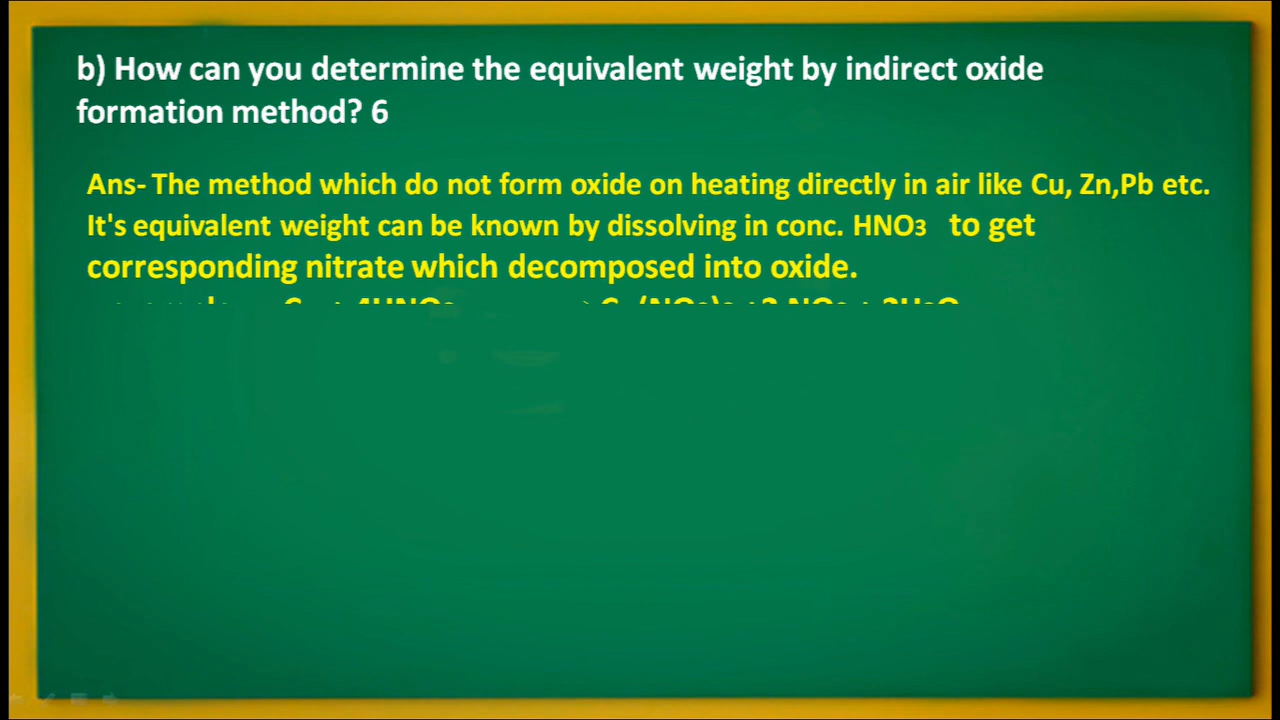 b) How can you determine the equivalent weight by indirect oxide
formation method? 6
Ans- The method which do not form oxide on heating directly in air like Cu, Zn,Pb etc.
It's equivalent weight can be known by dissolving in conc. HNO3 to get
corresponding nitrate which decomposed into oxide.